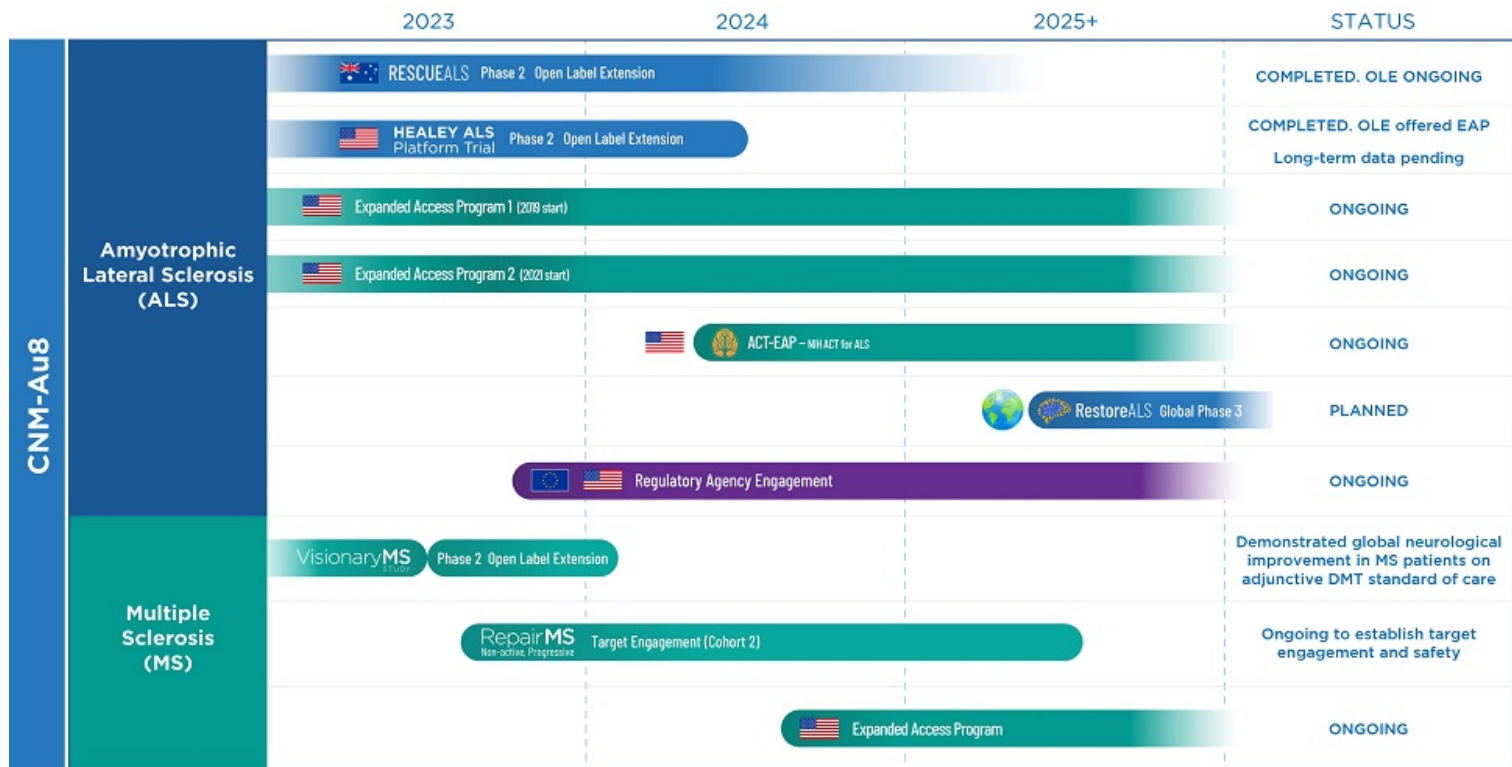 2023 2024 2025+ STATUS
CNM-Au8
Amyotrophic
Lateral Sclerosis
(ALS)
RESCUEALS Phase 2 Open Label Extension
COMPLETED. OLE ONGOING
HEALEY ALS
Platform Trial
Phase 2 Open Label Extension
COMPLETED. OLE offered EAP
Long-term data pending
Expanded Access Program 1 (2019 start)
ONGOING
Expanded Access Program 2 (2021 start)
ONGOING
ACT-EAP – NIH ACT for ALS
ONGOING
RestoreALS Global Phase 3
PLANNED
Regulatory Agency Engagement
ONGOING
Multiple
Sclerosis
(MS)
VisionaryMS
STUDY
Phase 2 Open Label Extension
Demonstrated global neurological
improvement in MS patients on
adjunctive DMT standard of care
RepairMS
Non-active, Progressive
Target Engagement (Cohort 2)
Ongoing to establish target
engagement and safety
Expanded Access Program
ONGOING